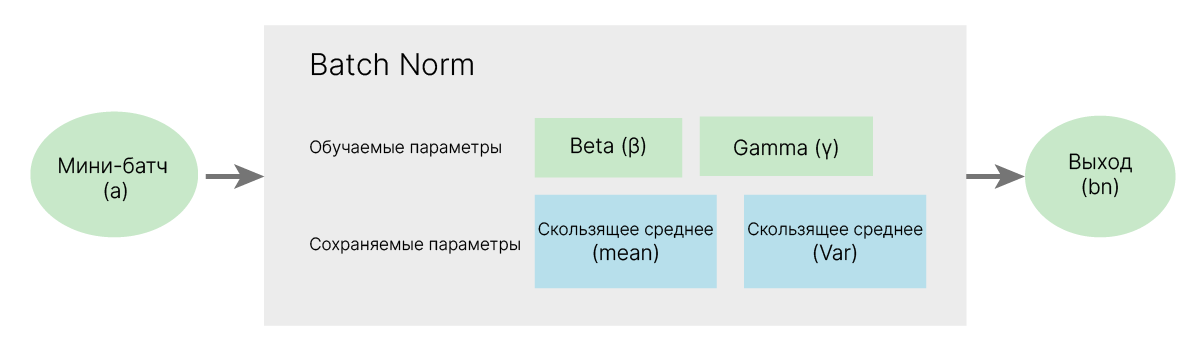 Batch Norm
Мини-батч
(a)
Обучаемые параметры
Beta (β)
Gamma (γ)
Сохраняемые параметры
Скользящее среднее
(mean)
Скользящее среднее
(Var)
Выход
(bn)